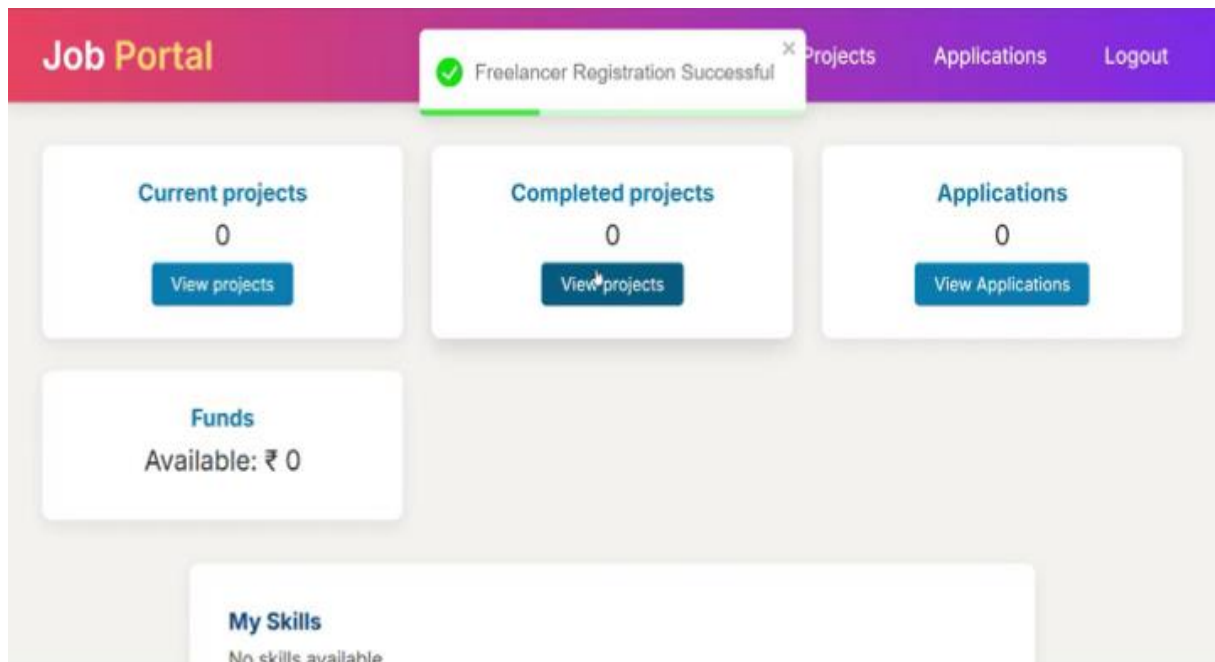 Job Portal
Freelancer Registration Successful
Projects
Applications
Logout
Current projects
0
View projects
Completed projects
0
View projects
Applications
0
View Applications
Funds
Available: ₹ 0
My Skills
No skills available